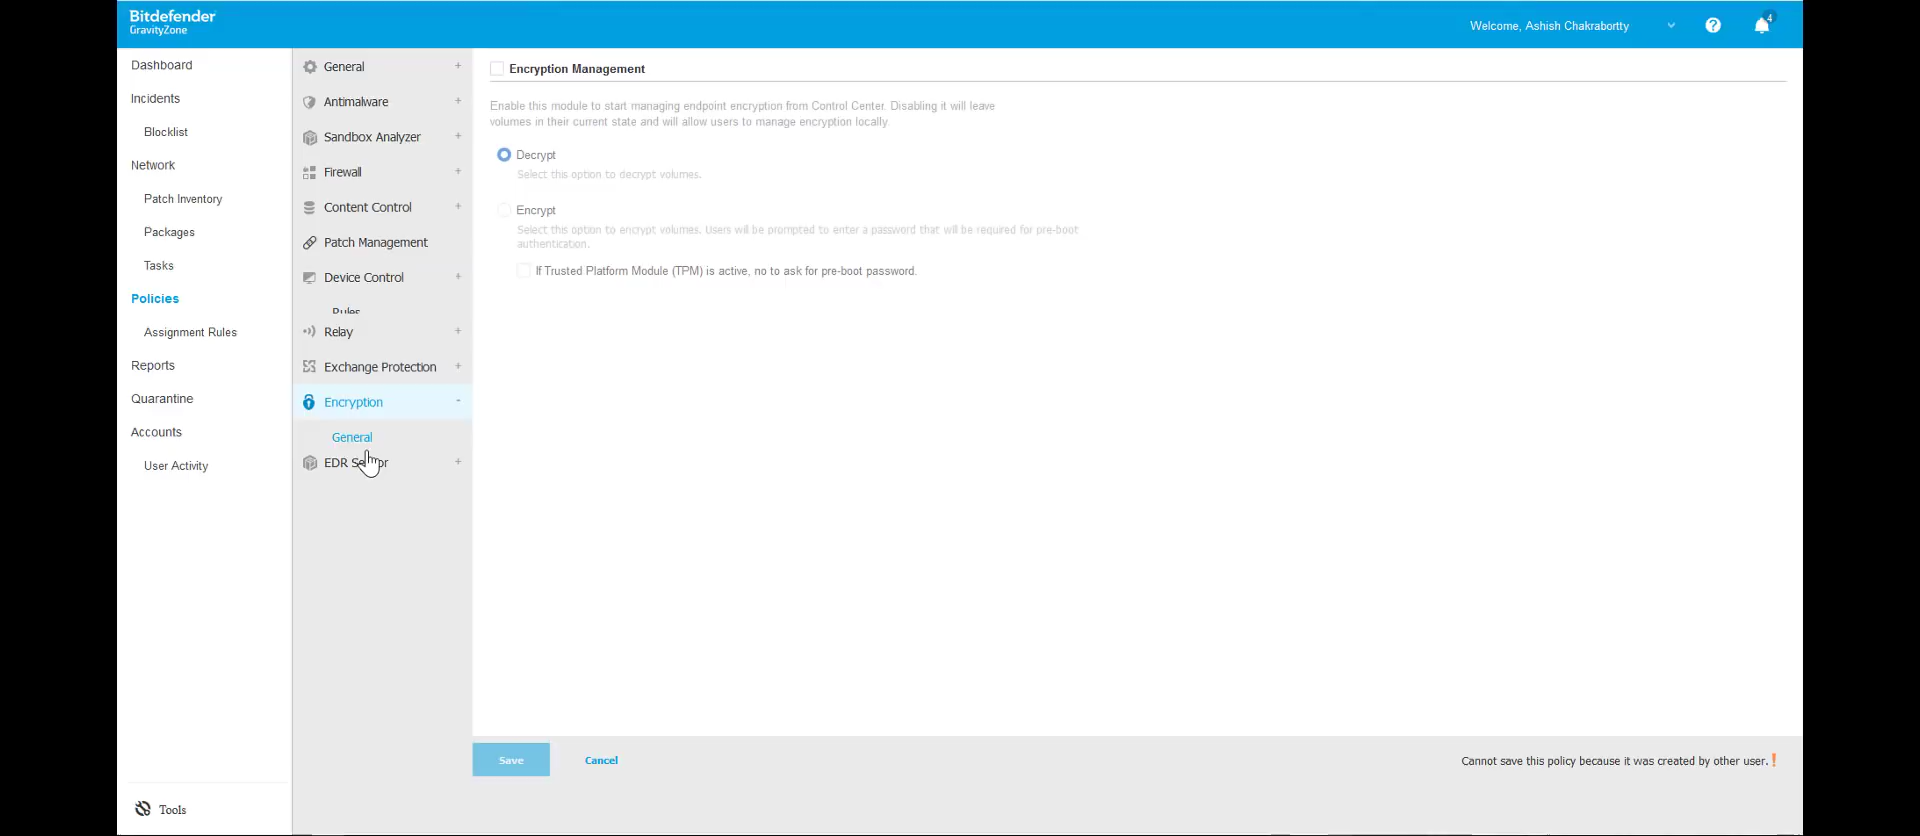 Bitdefender
GravityZone
Welcome, Ashish Chakrabortty
4
Dashboard
Incidents
Blocklist
Network
Patch Inventory
Packages
Tasks
Policies
Assignment Rules
Reports
Quarantine
Accounts
User Activity
Tools
General
Antimalware
Sandbox Analyzer
Firewall
Content Control
Patch Management
Device Control
Rules
Relay
Exchange Protection
Encryption
General
EDR
Encryption Management
Enable this module to start managing endpoint encryption from Control Center. Disabling it will leave
volumes in their current state and will allow users to manage encryption locally.
Decrypt
Select this option to decrypt volumes.
Encrypt
Select this option to encrypt volumes. Users will be prompted to enter a password that will be required for pre-boot
authentication.
If Trusted Platform Module (TPM) is active, no to ask for pre-boot password.
Save
Cancel
Cannot save this policy because it was created by other user.